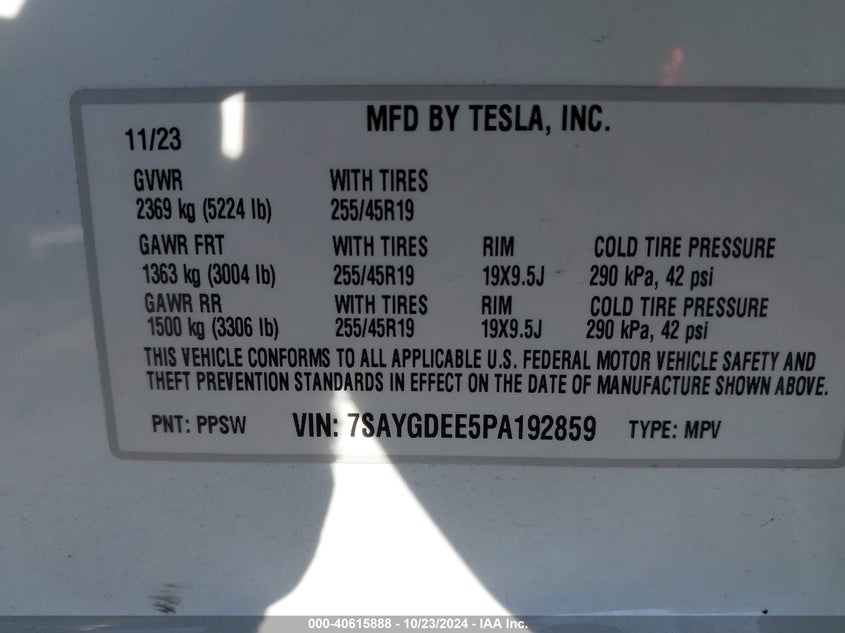 MFD BY TESLA, INC.
11/23
GVWR WITH TIRES
2369 kg (5224 lb) 255/45R19
GAWR FRT WITH TIRES RIM COLD TIRE PRESSURE
1363 kg (3004 lb) 255/45R19 19X9.5J 290 kPa, 42 psi
GAWR RR WITH TIRES RIM COLD TIRE PRESSURE
1500 kg (3306 lb) 255/45R19 19X9.5J 290 kPa, 42 psi
THIS VEHICLE CONFORMS TO ALL APPLICABLE U.S. FEDERAL MOTOR VEHICLE SAFETY AND
THEFT PREVENTION STANDARDS IN EFFECT ON THE DATE OF MANUFACTURE SHOWN ABOVE.
PNT: PPSW VIN: 7SAYGDEE5PA192859 TYPE: MPV
000-40615888 - 10/23/2024 - IAA Inc.